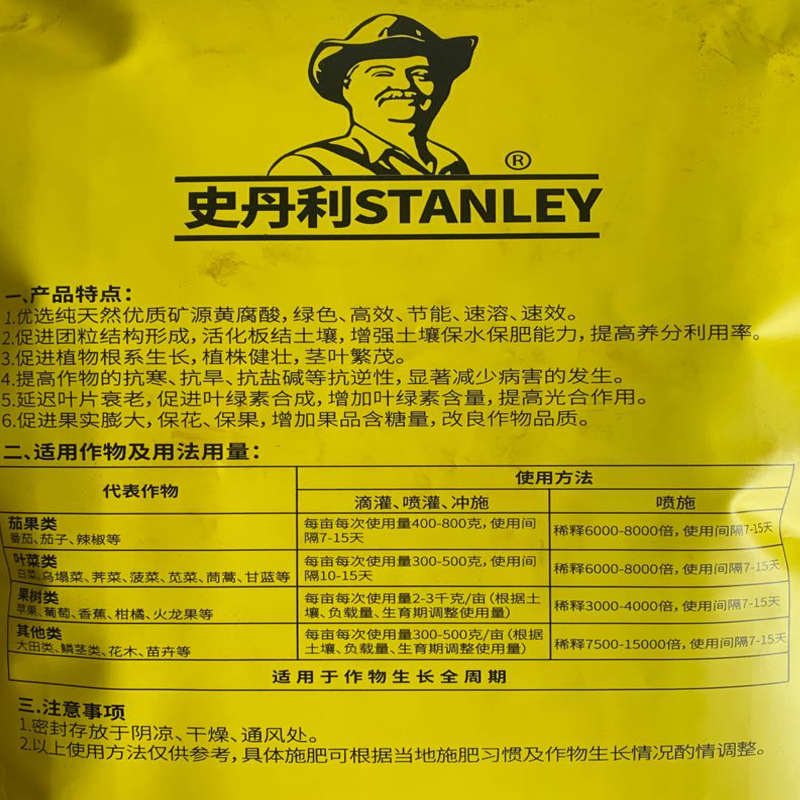 ®
史丹利STANLEY
一、产品特点：
1.优选纯天然优质矿源黄腐酸，绿色、高效、节能、速溶、速效。
2.促进团粒结构形成，活化板结土壤，增强土壤保水保肥能力，提高养分利用率。
3.促进植物根系生长，植株健壮，茎叶繁茂。
4.提高作物的抗寒、抗旱、抗盐碱等抗逆性，显著减少病害的发生。
5.延迟叶片衰老，促进叶绿素合成，增加叶绿素含量，提高光合作用。
6.促进果实膨大，保花、保果，增加果品含糖量，改良作物品质。
二、适用作物及用法用量：
代表作物
使用方法
滴灌、喷灌、冲施
喷施
茄果类
番茄、茄子、辣椒等
每亩每次使用量400-800克，使用间
隔7-15天
稀释6000-8000倍，使用间隔7-15天
叶菜类
白菜、乌塌菜、荠菜、菠菜、苋菜、茼蒿、甘蓝等
每亩每次使用量300-500克，使用间
隔10-15天
稀释6000-8000倍，使用间隔7-15天
果树类
苹果、葡萄、香蕉、柑橘、火龙果等
每亩每次使用量2-3千克/亩（根据土
壤、负载量、生育期调整使用量）
稀释3000-4000倍，使用间隔7-15天
其他类
大田类、鳞茎类、花木、苗卉等
每亩每次使用量300-500克/亩（根据
土壤、负载量、生育期调整使用量）
稀释7500-15000倍，使用间隔7-15天
适用于作物生长全周期
三.注意事项
1.密封存放于阴凉、干燥、通风处。
2.以上使用方法仅供参考，具体施肥可根据当地施肥习惯及作物生长情况酌情调整。